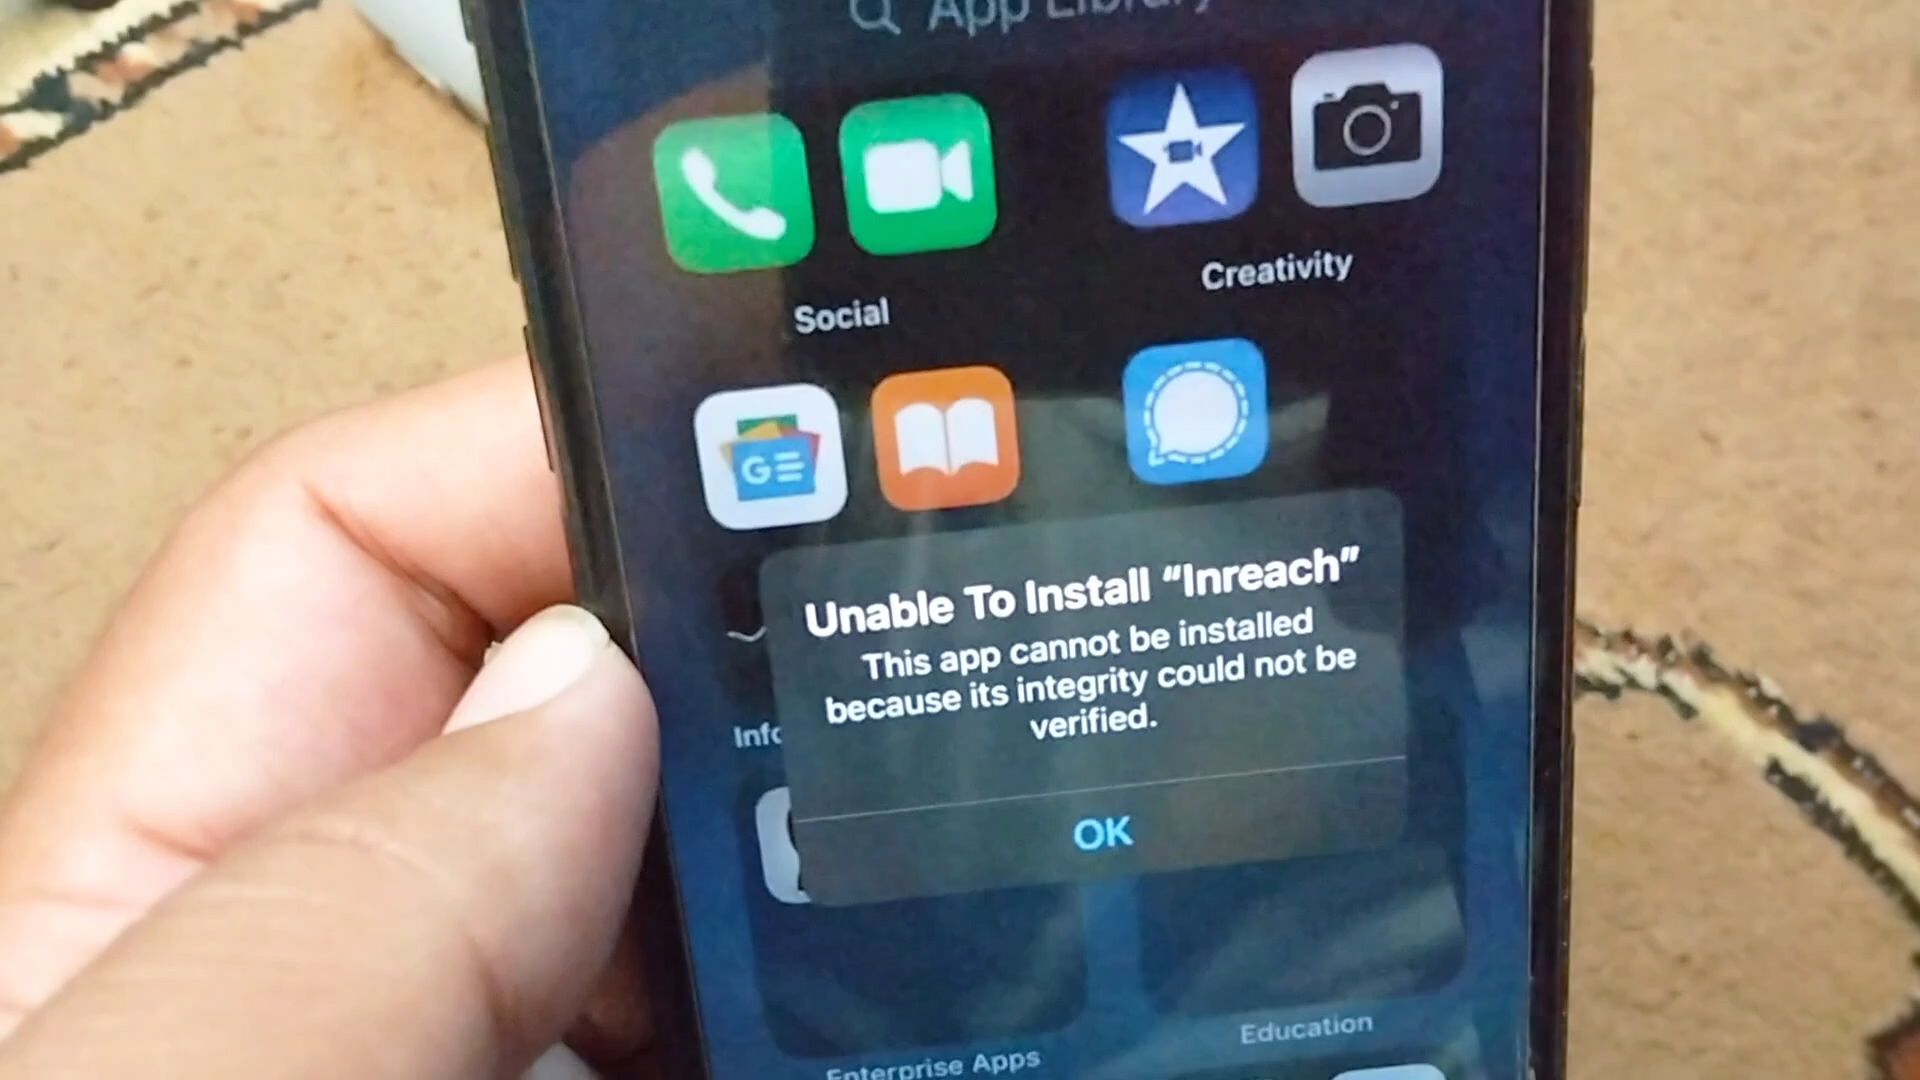 App Library
Social
Creativity
G
Unable To Install “Inreach”
This app cannot be installed
because its integrity could not be
verified.
Info
OK
Education
Enterprise Apps